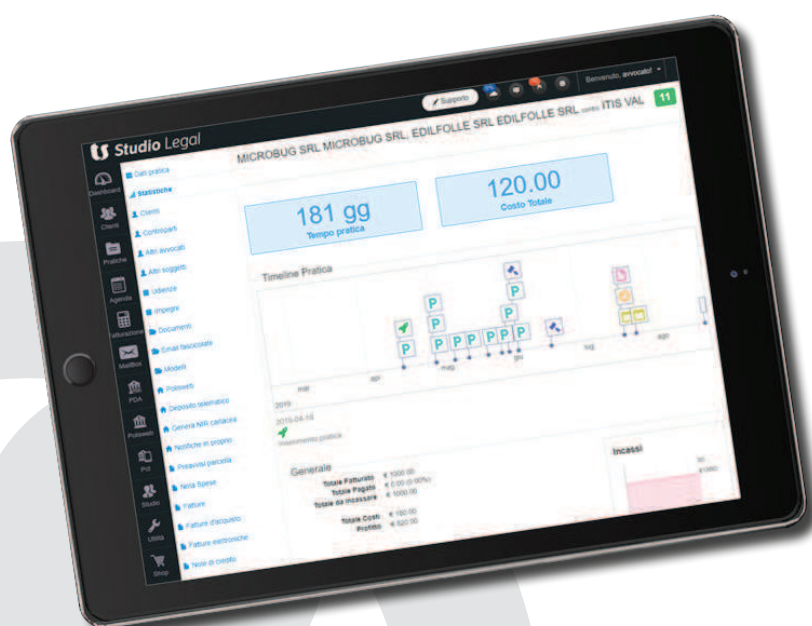 Supporto
Benvenuto, avvocato!
TS Studio Legal
MICROBUG SRL MICROBUG SRL, EDILFOLLE SRL EDILFOLLE SRL contro ITIS VAL
11
Dashboard
Clienti
Pratiche
Agenda
Fatturazione
MailBox
PDA
Polisweb
Pct
Studio
Utilità
Shop
Dati pratica
Statistiche
Clienti
Controparti
Altri avvocati
Altri soggetti
Udienze
Impegni
Documenti
Email fascicolate
Modelli
Polisweb
Deposito telematico
Genera NIR cartacea
Notifiche in proprio
Preavvisi parcella
Nota Spese
Fatture
Fatture d'acquisto
Fatture elettroniche
Note di credito
181 gg
Tempo pratica
120.00
Costo Totale
Timeline Pratica
P
P P
P P P P P P
P
P
mar apr mag giu lug ago
2019
2019-04-18
Inserimento pratica
Generale
Totale Fatturato € 1000.00
Totale Pagato € 0.00 (0.00%)
Totale da incassare € 1000.00
Totale Costi
Profitto
Incassi